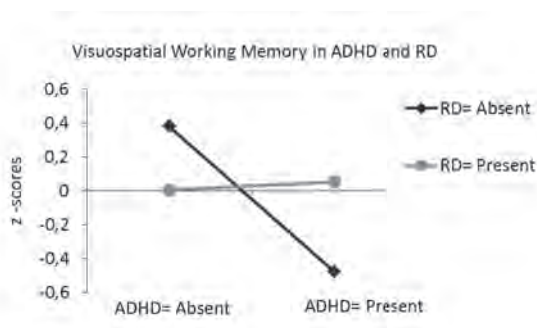 Visuospatial Working Memory in ADHD and RD
0,6
0,4
0,2
0
-0,2
-0,4
-0,6
z -scores
ADHD= Absent
ADHD= Present
RD= Absent
RD= Present